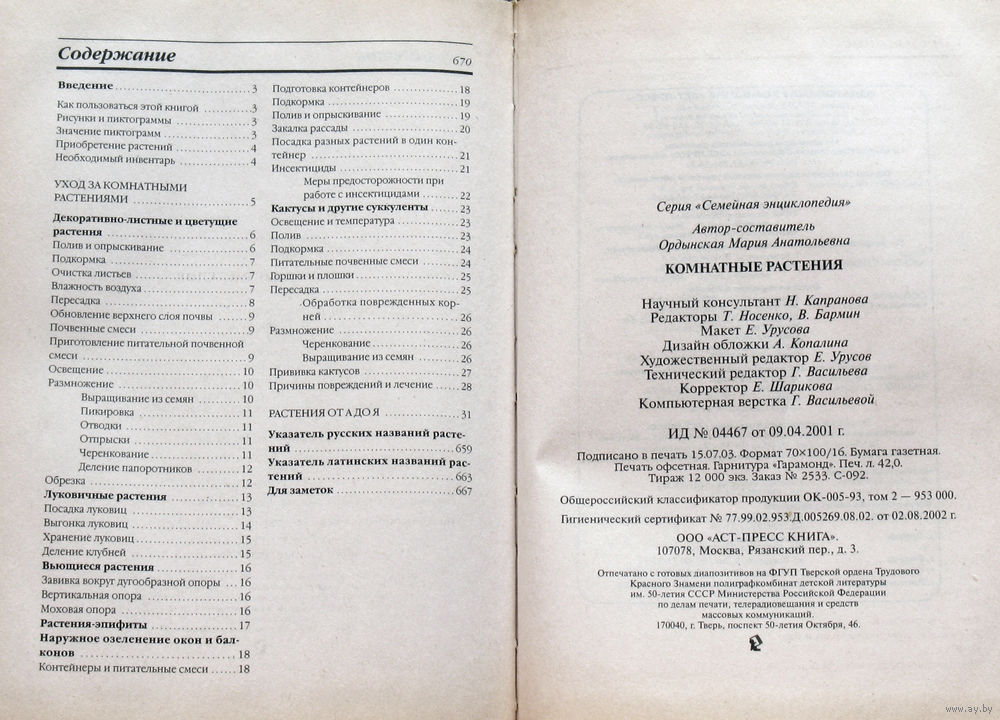 Содержание
670
Введение 3
Как пользоваться этой книгой 3
Рисунки и пиктограммы 3
Значение пиктограмм 3
Приобретение растений 4
Необходимый инвентарь 4
УХОД ЗА КОМНАТНЫМИ
РАСТЕНИЯМИ 5
Декоративно-листные и цветущие
растения 6
Полив и опрыскивание 6
Подкормка 7
Очистка листьев 7
Влажность воздуха 7
Пересадка 8
Обновление верхнего слоя почвы 9
Почвенные смеси 9
Приготовление питательной почвенной
смеси 9
Освещение 10
Размножение 10
Выращивание из семян 10
Пикировка 11
Отводки 11
Отпрыски 11
Черенкование 11
Деление папоротников 12
Обрезка 12
Луковичные растения 13
Посадка луковиц 13
Выгонка луковиц 14
Хранение луковиц 15
Деление клубней 15
Вьющиеся растения 16
Завивка вокруг дугообразной опоры 16
Вертикальная опора 16
Моховая опора 16
Растения-эпифиты 17
Наружное озеленение окон и бал-
конов 18
Контейнеры и питательные смеси 18
Подготовка контейнеров 18
Подкормка 19
Полив и опрыскивание 19
Закалка рассады 20
Посадка разных растений в один кон-
тейнер 21
Инсектициды 21
Меры предосторожности при
работе с инсектицидами 22
Кактусы и другие суккуленты 23
Освещение и температура 23
Полив 23
Подкормка 24
Питательные почвенные смеси 24
Горшки и плошки 25
Пересадка 25
Обработка поврежденных кор-
ней 26
Размножение 26
Черенкование 26
Выращивание из семян 26
Прививка кактусов 27
Причины повреждений и лечение 28
РАСТЕНИЯ ОТ А ДО Я 31
Указатель русских названий расте-
ний 659
Указатель латинских названий рас-
тений 663
Для заметок 667
Серия «Семейная энциклопедия»
Автор-составитель
Ордынская Мария Анатольевна
КОМНАТНЫЕ РАСТЕНИЯ
Научный консультант Н. Капранова
Редакторы Т. Носенко, В. Бармин
Макет Е. Урусова
Дизайн обложки А. Копалина
Художественный редактор Е. Урусов
Технический редактор Г. Васильева
Корректор Е. Шарикова
Компьютерная верстка Г. Васильевой
ИД № 04467 от 09.04.2001 г.
Подписано в печать 15.07.03. Формат 70×100/16. Бумага газетная.
Печать офсетная. Гарнитура «Гарамонд». Печ. л. 42,0.
Тираж 12 000 экз. Заказ № 2533. С-092.
Общероссийский классификатор продукции ОК-005-93, том 2 — 953 000.
Гигиенический сертификат № 77.99.02.953.Д.005269.08.02. от 02.08.2002 г.
ООО «АСТ-ПРЕСС КНИГА».
107078, Москва, Рязанский пер., д. 3.
Отпечатано с готовых диапозитивов на ФГУП Тверской ордена Трудового
Красного Знамени полиграфкомбинат детской литературы
им. 50-летия СССР Министерства Российской Федерации
по делам печати, телерадиовещания и средств
массовых коммуникаций.
170040, г. Тверь, поспект 50-летия Октября, 46.
www.ay.by